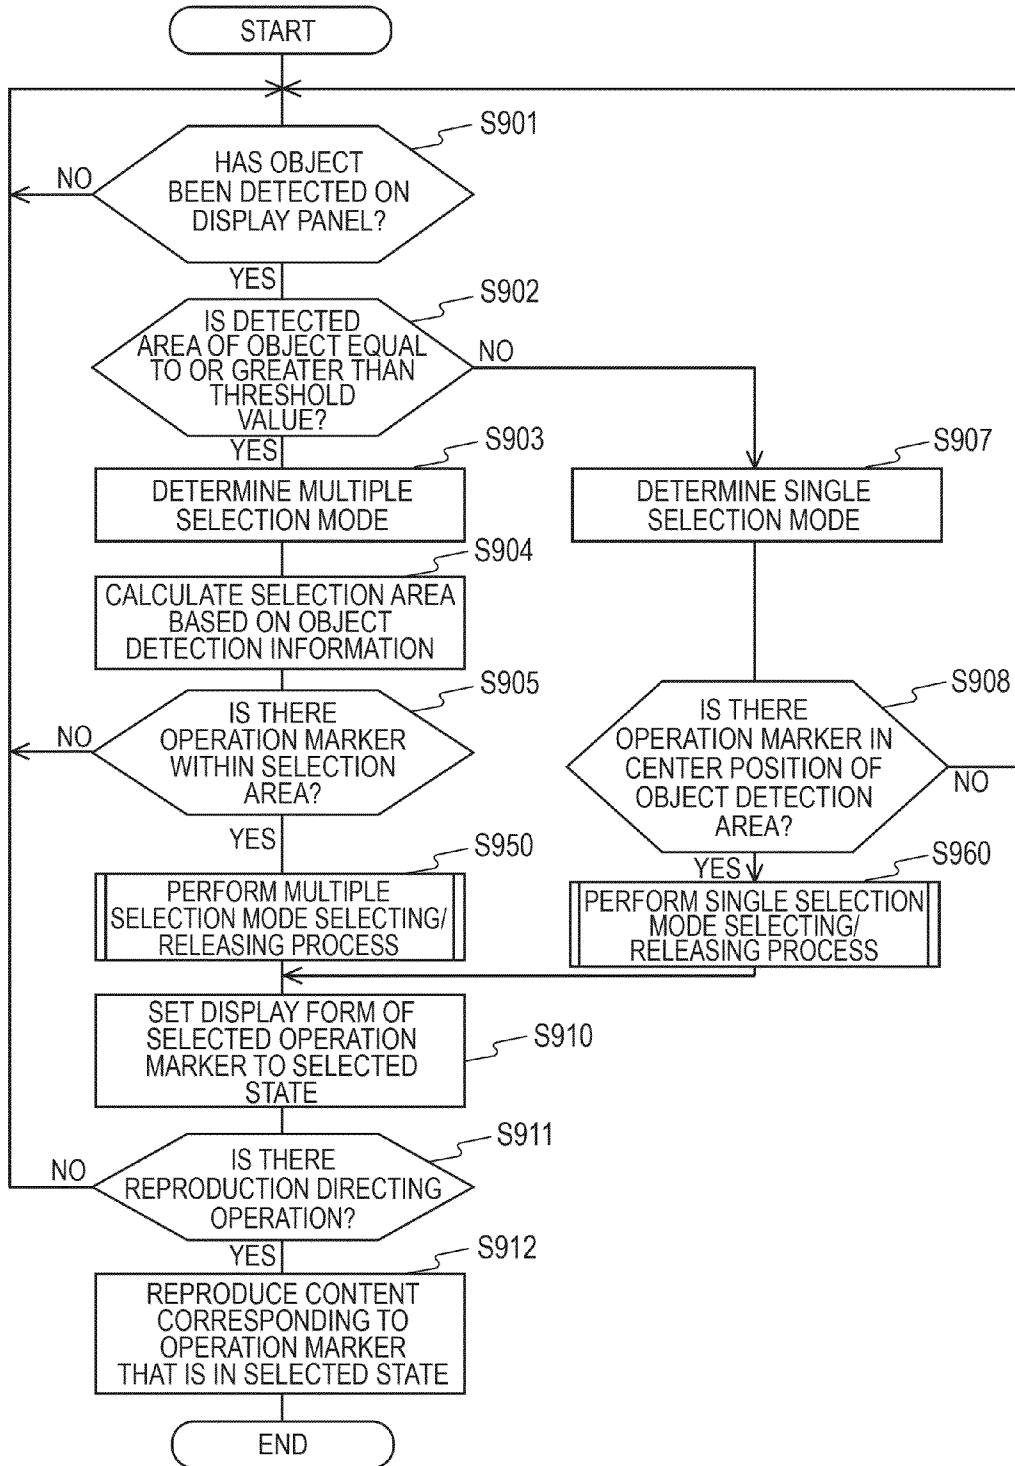 START
S901
HAS OBJECT
BEEN DETECTED ON
DISPLAY PANEL?
NO
YES
S902
IS DETECTED
AREA OF OBJECT EQUAL
TO OR GREATER THAN
THRESHOLD
VALUE?
NO
YES
S903
DETERMINE MULTIPLE
SELECTION MODE
S907
DETERMINE SINGLE
SELECTION MODE
S904
CALCULATE SELECTION AREA
BASED ON OBJECT
DETECTION INFORMATION
S905
IS THERE
OPERATION MARKER
WITHIN SELECTION
AREA?
NO
YES
S908
IS THERE
OPERATION MARKER IN
CENTER POSITION OF
OBJECT DETECTION
AREA?
NO
YES
S950
PERFORM MULTIPLE
SELECTION MODE SELECTING/
RELEASING PROCESS
S960
PERFORM SINGLE SELECTION
MODE SELECTING/
RELEASING PROCESS
SET DISPLAY FORM OF
SELECTED OPERATION
MARKER TO SELECTED
STATE
S910
S911
IS THERE
REPRODUCTION DIRECTING
OPERATION?
NO
YES
S912
REPRODUCE CONTENT
CORRESPONDING TO
OPERATION MARKER
THAT IS IN SELECTED STATE
END